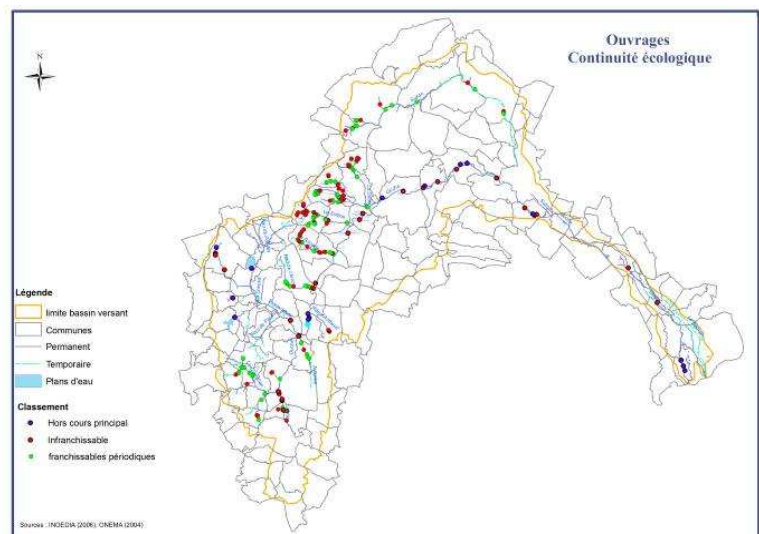 Ouvrages
Continuité écologique
N
Légende
limite bassin versant
Communes
Permanent
Temporaire
Plans d'eau
Classement
Hors cours principal
Infranchissable
franchissables périodiques
Sources : INGEDIA (2006), ONEMA (2004)